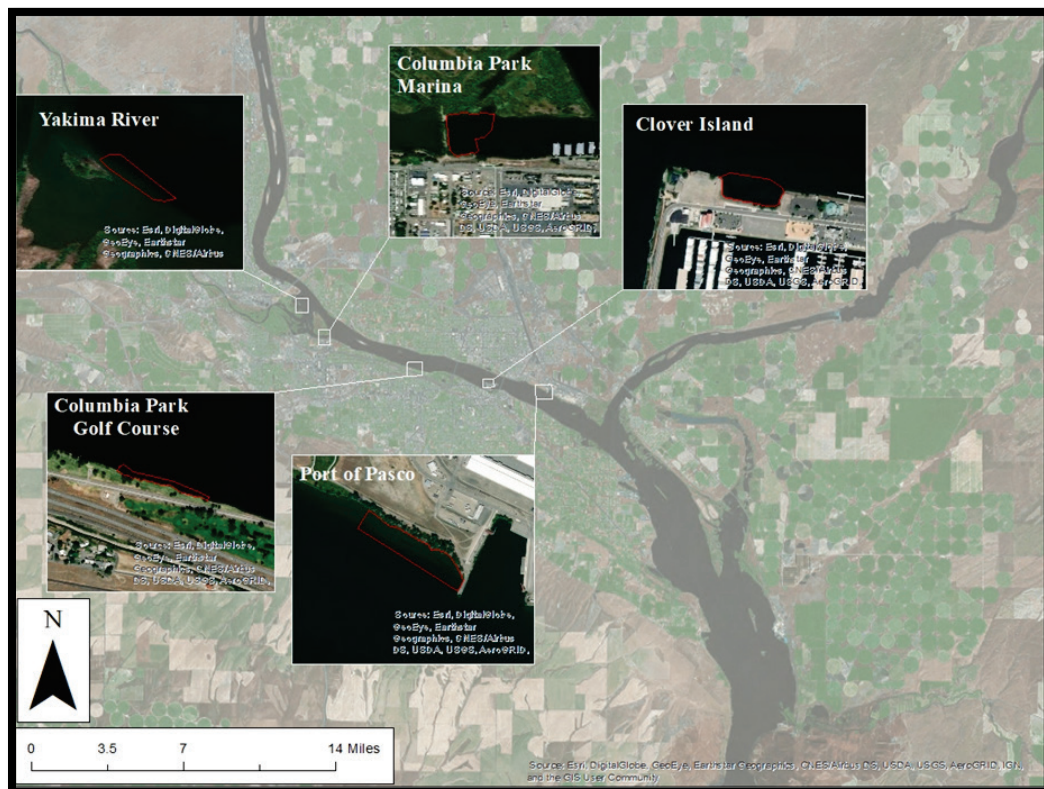 Columbia Park
Marina
Source: Esri, DigitalGlobe,
GeoEye, Earthstar
Geographics, CNES/Airbus
DS, USDA, USGS, AeroGRID,
Yakima River
Source: Esri, DigitalGlobe,
GeoEye, Earthstar
Geographics, CNES/Airbus
Clover Island
Source: Esri, DigitalGlobe,
GeoEye, Earthstar
Geographics, CNES/Airbus
DS, USDA, USGS, AeroGRID,
Columbia Park
Golf Course
Source: Esri, DigitalGlobe,
GeoEye, Earthstar
Geographics, CNES/Airbus
DS, USDA, USGS, AeroGRID,
Port of Pasco
Source: Esri, DigitalGlobe,
GeoEye, Earthstar
Geographics, CNES/Airbus
DS, USDA, USGS, AeroGRID,
N
0 3.5 7 14 Miles
Source: Esri, DigitalGlobe, GeoEye, Earthstar Geographics, CNES/Airbus DS, USDA, USGS, AeroGRID, IGN,
and the GIS User Community